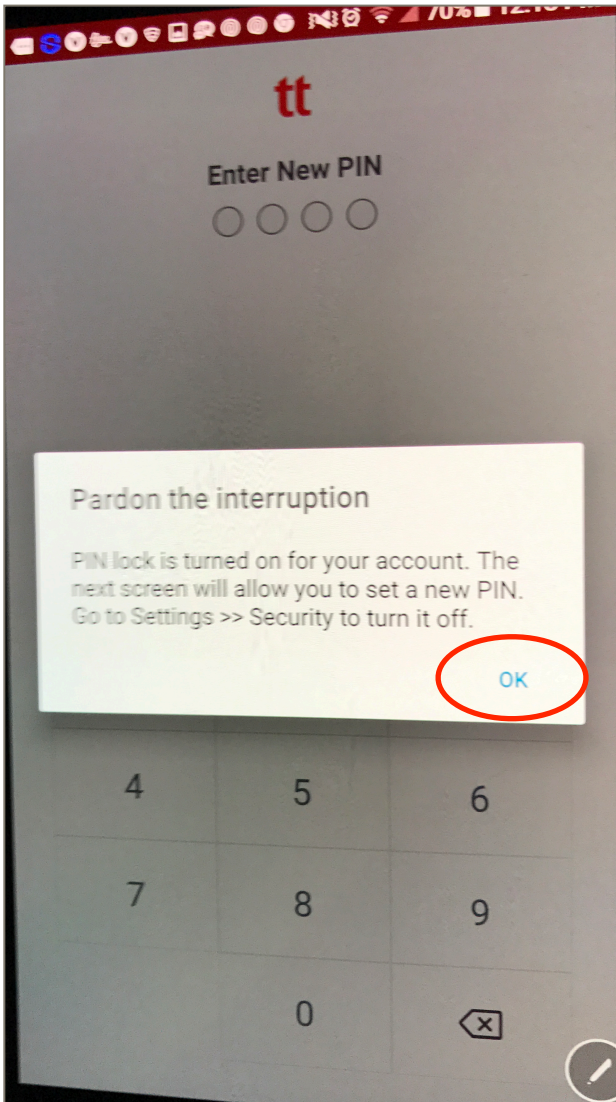 70%
tt
Enter New PIN
Pardon the interruption
PIN lock is turned on for your account. The
next screen will allow you to set a new PIN.
Go to Settings >> Security to turn it off.
OK
4 5 6
7 8 9
0